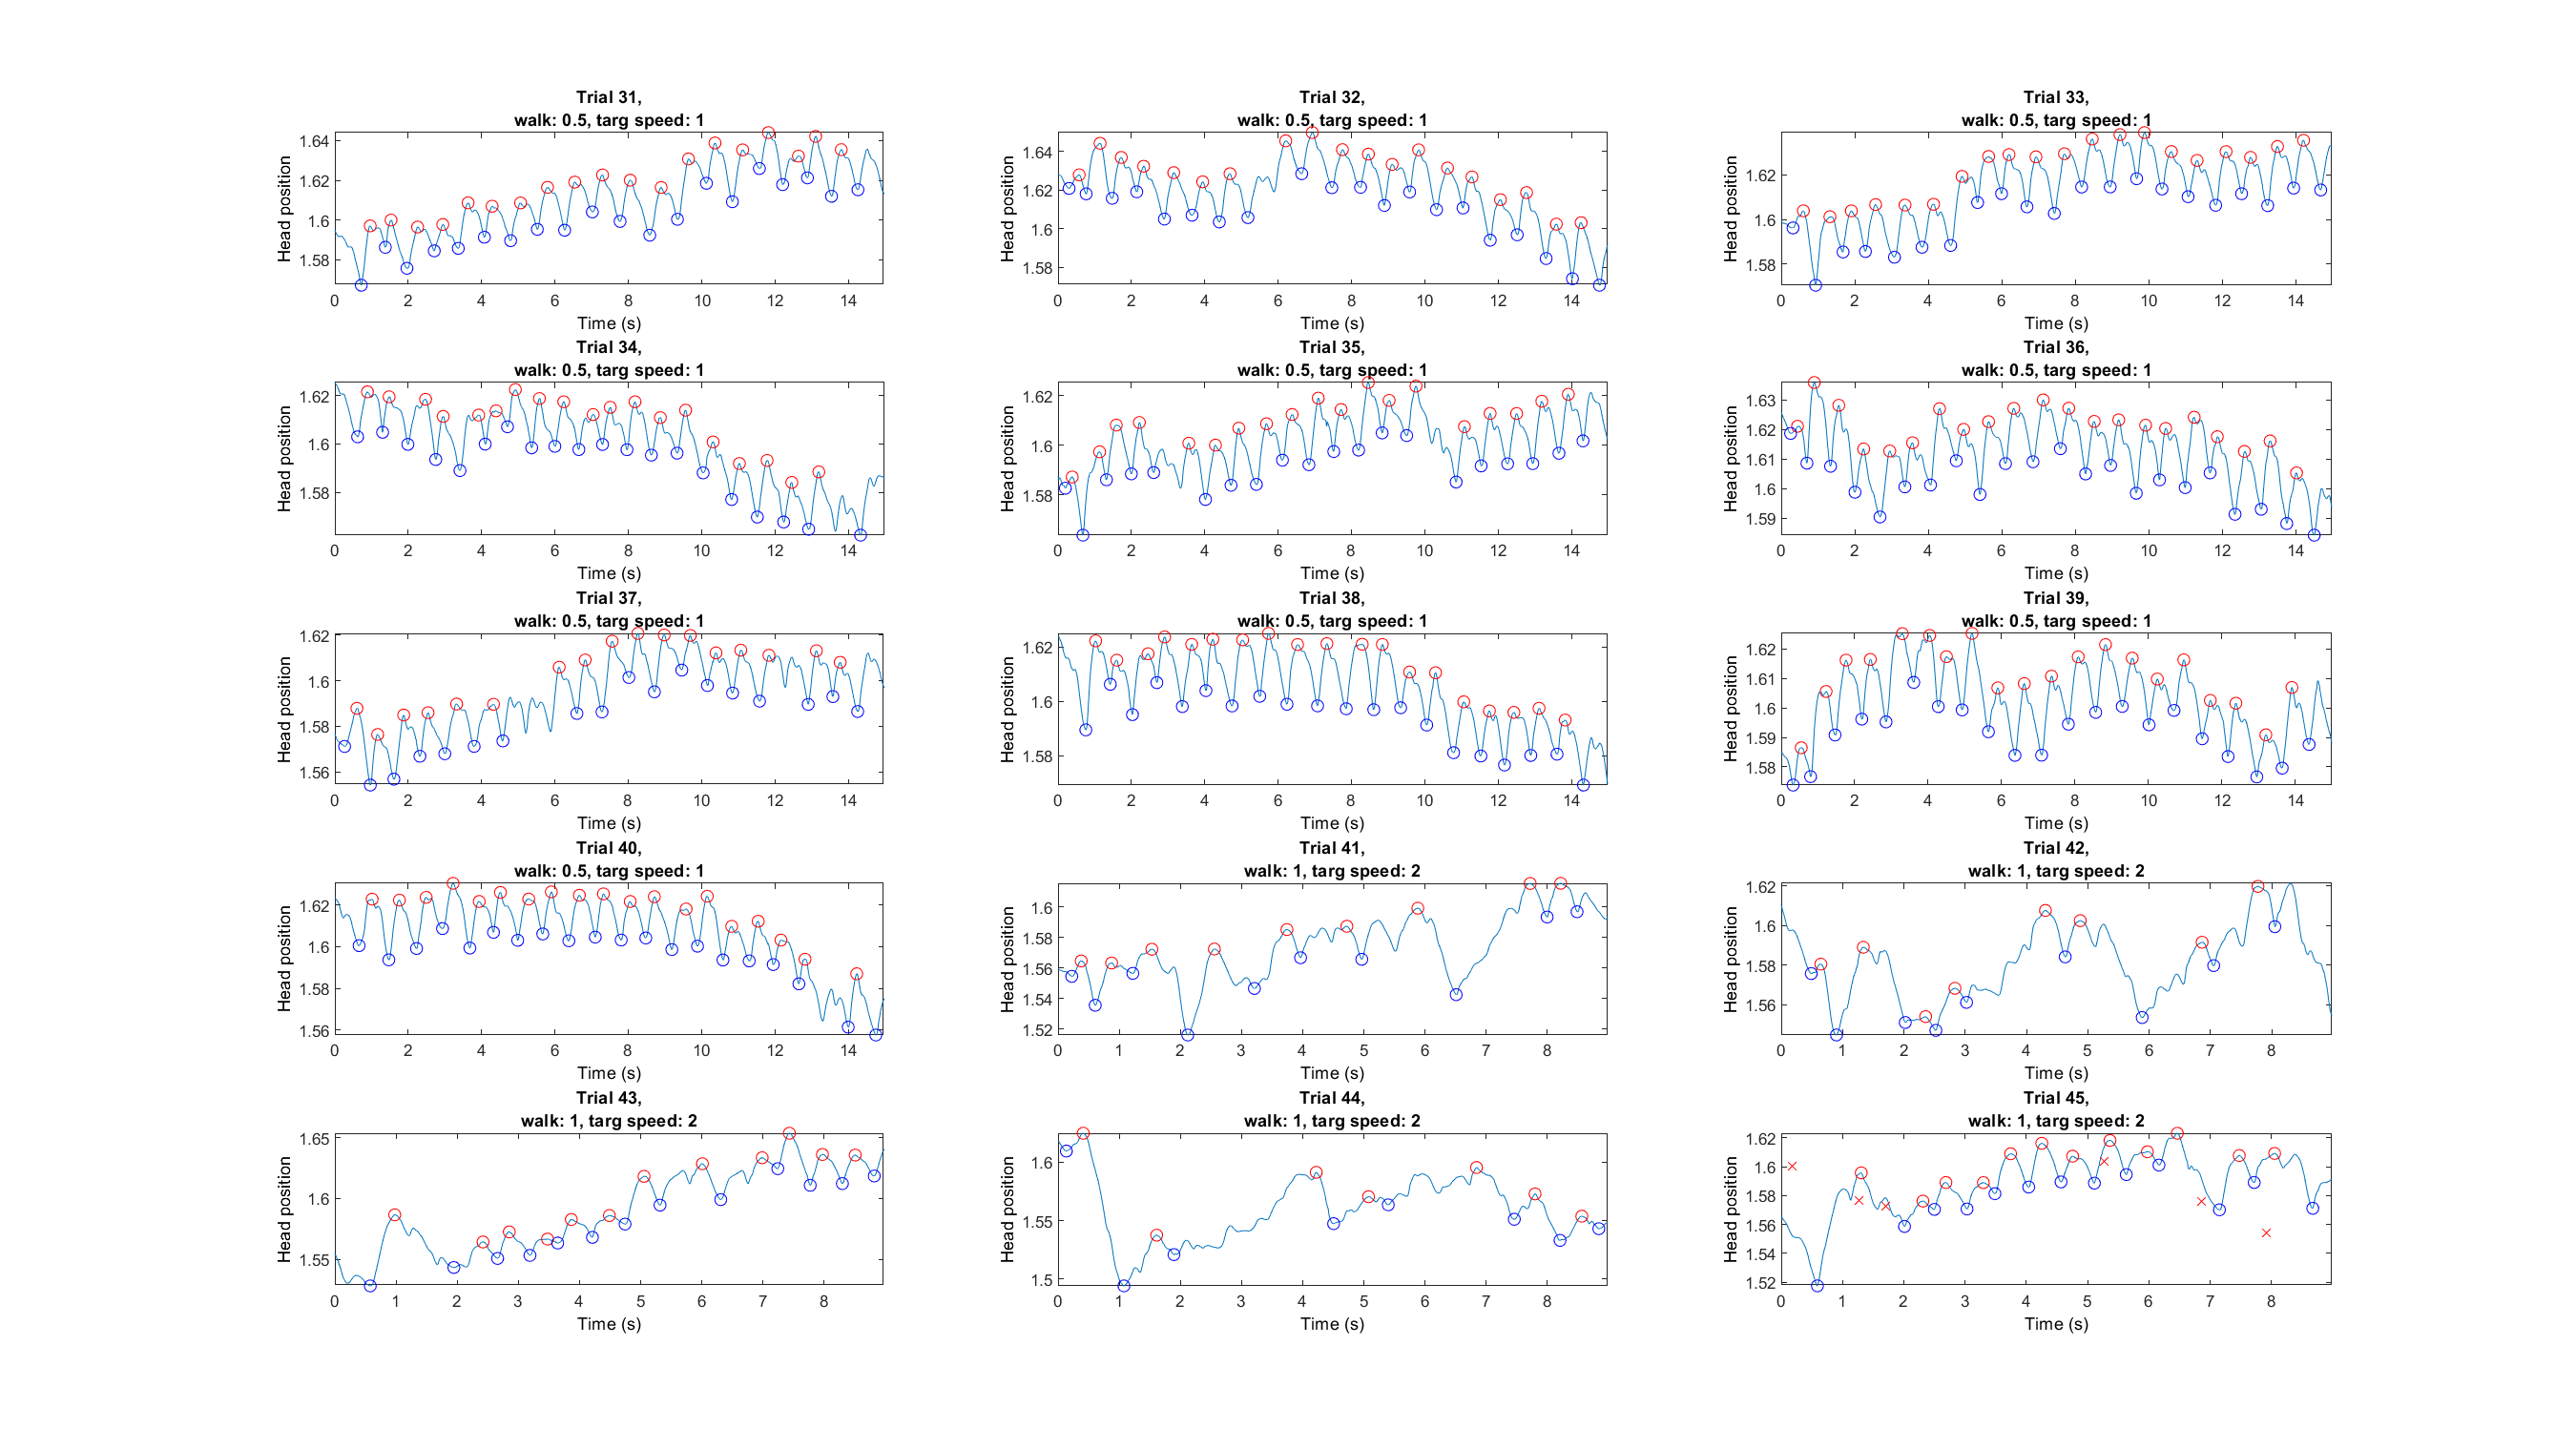 Trial 31,
walk: 0.5, targ speed: 1
Head position
1.64
1.62
1.6
1.58
0 2 4 6 8 10 12 14
Time (s)
Trial 32,
walk: 0.5, targ speed: 1
Head position
1.64
1.62
1.6
1.58
0 2 4 6 8 10 12 14
Time (s)
Trial 33,
walk: 0.5, targ speed: 1
Head position
1.62
1.6
1.58
0 2 4 6 8 10 12 14
Time (s)
Trial 34,
walk: 0.5, targ speed: 1
Head position
1.62
1.6
1.58
0 2 4 6 8 10 12 14
Time (s)
Trial 35,
walk: 0.5, targ speed: 1
Head position
1.62
1.6
1.58
0 2 4 6 8 10 12 14
Time (s)
Trial 36,
walk: 0.5, targ speed: 1
Head position
1.63
1.62
1.61
1.6
1.59
0 2 4 6 8 10 12 14
Time (s)
Trial 37,
walk: 0.5, targ speed: 1
Head position
1.62
1.6
1.58
1.56
0 2 4 6 8 10 12 14
Time (s)
Trial 38,
walk: 0.5, targ speed: 1
Head position
1.62
1.6
1.58
0 2 4 6 8 10 12 14
Time (s)
Trial 39,
walk: 0.5, targ speed: 1
Head position
1.62
1.61
1.6
1.59
1.58
0 2 4 6 8 10 12 14
Time (s)
Trial 40,
walk: 0.5, targ speed: 1
Head position
1.62
1.6
1.58
1.56
0 2 4 6 8 10 12 14
Time (s)
Trial 41,
walk: 1, targ speed: 2
Head position
1.6
1.58
1.56
1.54
1.52
0 1 2 3 4 5 6 7 8
Time (s)
Trial 42,
walk: 1, targ speed: 2
Head position
1.62
1.6
1.58
1.56
0 1 2 3 4 5 6 7 8
Time (s)
Trial 43,
walk: 1, targ speed: 2
Head position
1.65
1.6
1.55
0 1 2 3 4 5 6 7 8
Time (s)
Trial 44,
walk: 1, targ speed: 2
Head position
1.6
1.55
1.5
0 1 2 3 4 5 6 7 8
Time (s)
Trial 45,
walk: 1, targ speed: 2
Head position
1.62
1.6
1.58
1.56
1.54
1.52
0 1 2 3 4 5 6 7 8
Time (s)